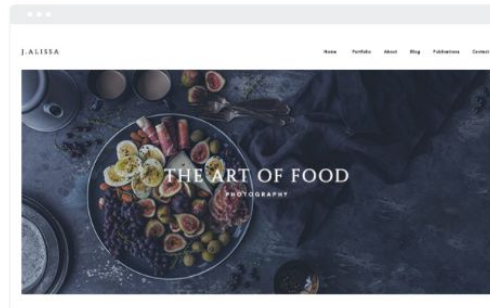 J.ALISSA
Home Portfolio About Blog Publications Contact
THE ART OF FOOD
PHOTOGRAPHY